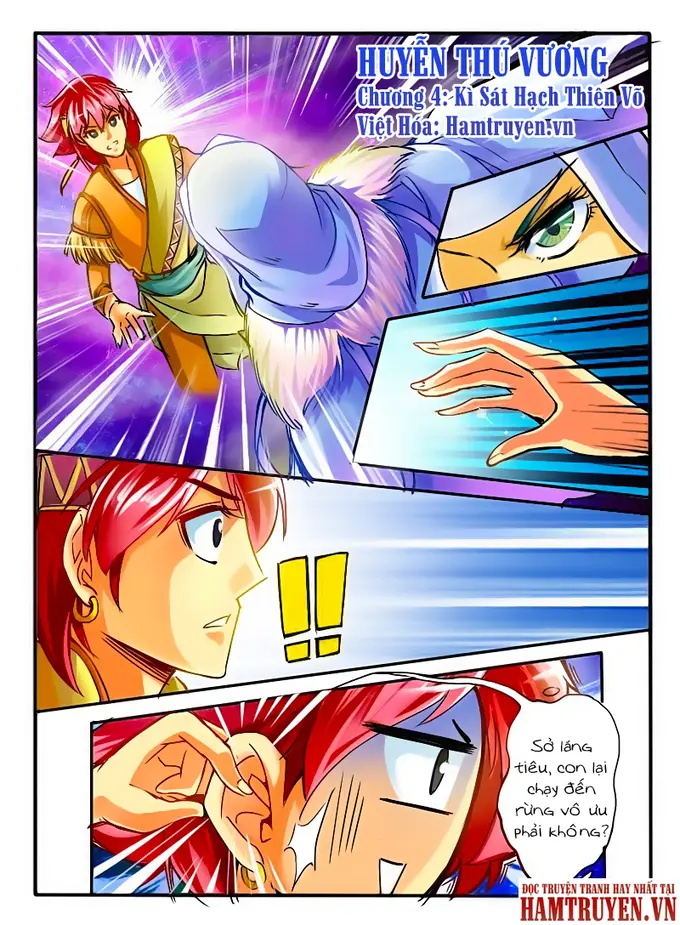 HUYỄN THÚ VƯƠNG
Chương 4: Kì Sát Hạch Thiên Võ
Việt Hóa: Hamtruyen.vn
!!
Sở láng
tiêu, con lại
chạy đến
rừng vô ưu
phải không?
ĐỌC TRUYỆN TRANH HAY NHẤT TẠI
HAMTRUYEN.VN